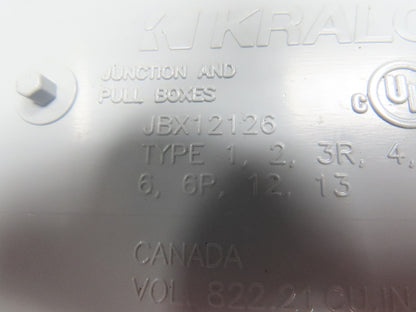 KRALO
JUNCTION AND
PULL BOXES
C UL
JBX12126
TYPE 1, 2, 3R, 4,
6, 6P, 12, 13
CANADA
VOL. 822.21 CU.IN